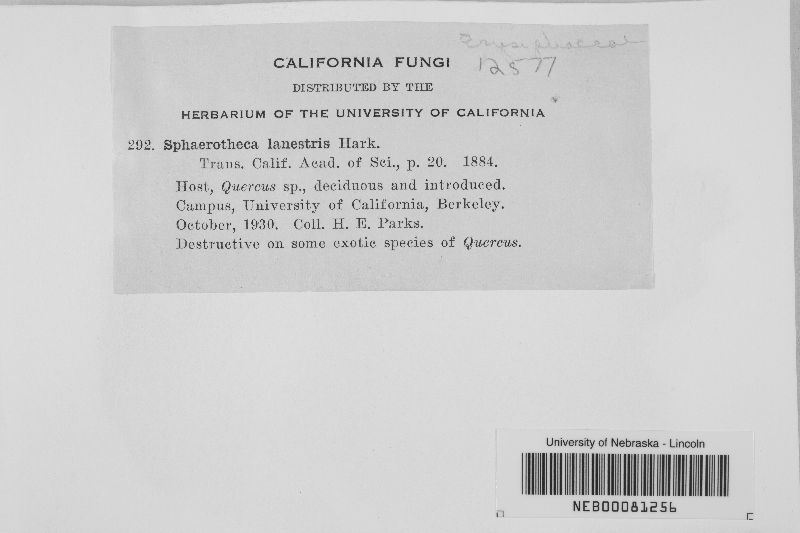 Erysiphaceae
12577
CALIFORNIA FUNGI
DISTRIBUTED BY THE
HERBARIUM OF THE UNIVERSITY OF CALIFORNIA
292. Sphaerotheca lanestris Hark.
Trans. Calif. Acad. of Sci., p. 20. 1884.
Host, Quercus sp., deciduous and introduced.
Campus, University of California, Berkeley.
October, 1930. Coll. H. E. Parks.
Destructive on some exotic species of Quercus.
University of Nebraska - Lincoln
NEB00081256